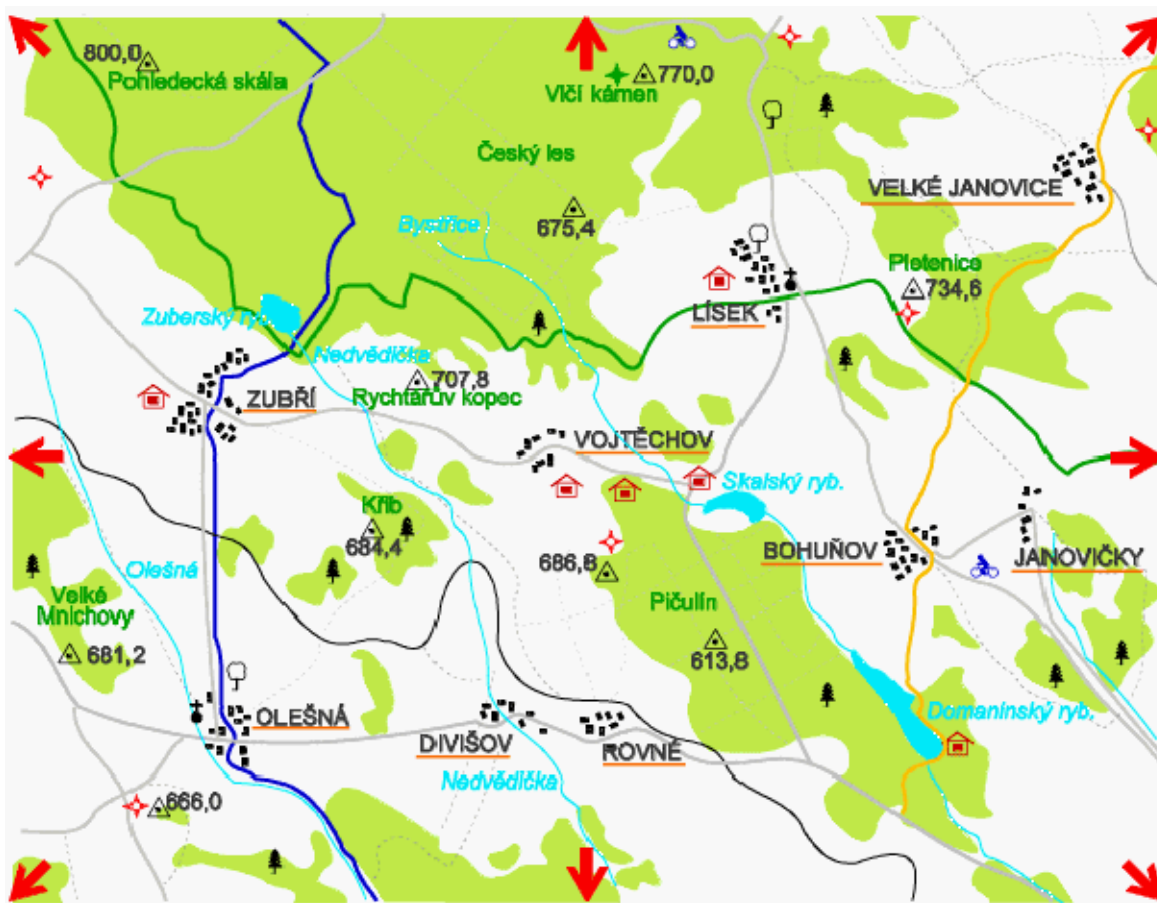 800,0
Pohledecká skála
Vlčí kámen
770,0
Český les
VELKÉ JANOVICE
675,4
Bystřice
Pletenice
734,6
LÍSEK
Zuberský ryb.
Nedvědička
707,8
Rychtářův kopec
ZUBŘÍ
VOJTĚCHOV
Skalský ryb.
Křib
684,4
BOHUŇOV
JANOVIČKY
686,8
Olešná
Velké
Mnichovy
681,2
Pičulín
613,8
OLEŠNÁ
DIVIŠOV
ROVNÉ
Domanínský ryb.
Nedvědička
666,0